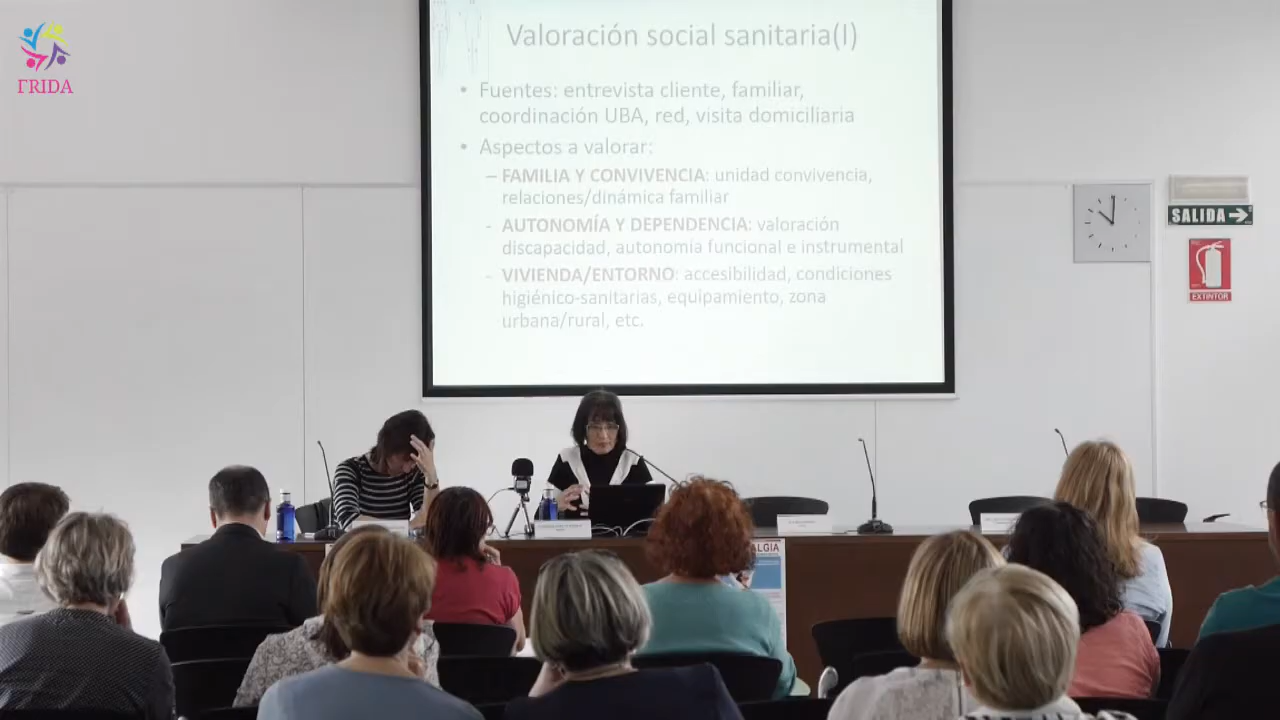 FRIDA
Valoración social sanitaria(I)
• Fuentes: entrevista cliente, familiar,
coordinación UBA, red, visita domiciliaria
• Aspectos a valorar:
– FAMILIA Y CONVIVENCIA: unidad convivencia,
relaciones/dinámica familiar
- AUTONOMÍA Y DEPENDENCIA: valoración
discapacidad, autonomía funcional e instrumental
- VIVIENDA/ENTORNO: accesibilidad, condiciones
higiénico-sanitarias, equipamiento, zona
urbana/rural, etc.
SALIDA
EXTINTOR
ALGIA